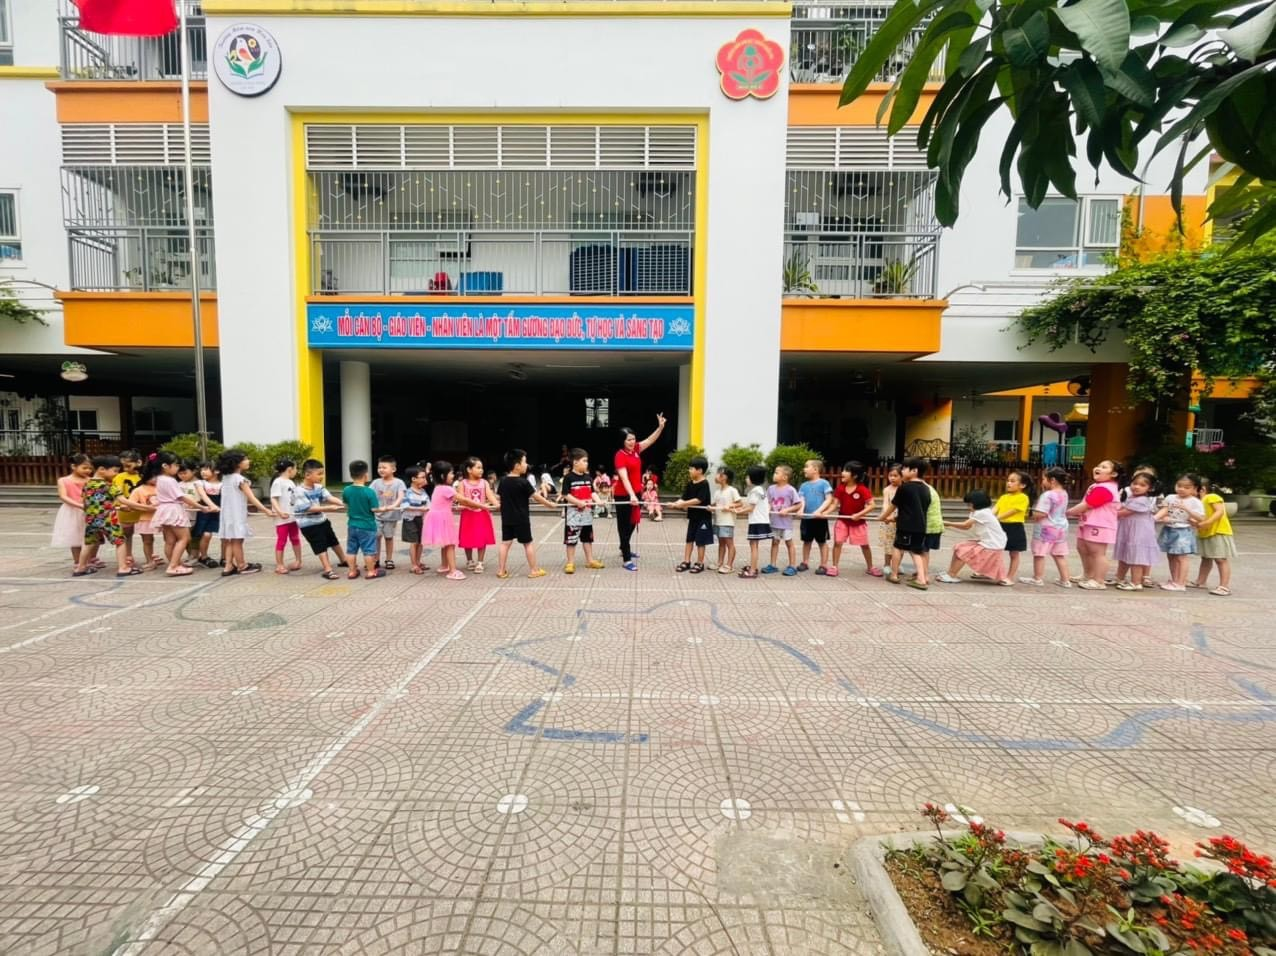 MỖI CÁN BỘ - GIÁO VIÊN - NHÂN VIÊN LÀ MỘT TẤM GƯƠNG ĐẠO ĐỨC, TỰ HỌC VÀ SÁNG TẠO